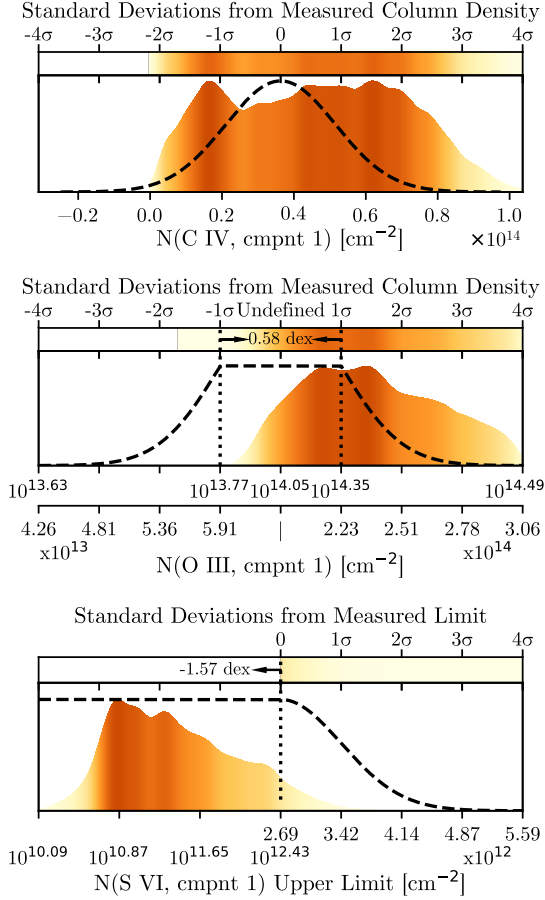 Standard Deviations from Measured Column Density
-4σ -3σ -2σ -1σ 0 1σ 2σ 3σ 4σ
−0.2 0.0 0.2 0.4 0.6 0.8 1.0
N(C IV, cmpnt 1) [cm⁻²] ×10¹⁴
Standard Deviations from Measured Column Density
-4σ -3σ -2σ -1σ Undefined 1σ 2σ 3σ 4σ
0.58 dex
10^13.63 10^13.77 10^14.05 10^14.35 10^14.49
4.26 4.81 5.36 5.91 | 2.23 2.51 2.78 3.06
x10¹³ x10¹⁴
N(O III, cmpnt 1) [cm⁻²]
Standard Deviations from Measured Limit
0 1σ 2σ 3σ 4σ
-1.57 dex
2.69 3.42 4.14 4.87 5.59
10^10.09 10^10.87 10^11.65 10^12.43 x10¹²
N(S VI, cmpnt 1) Upper Limit [cm⁻²]